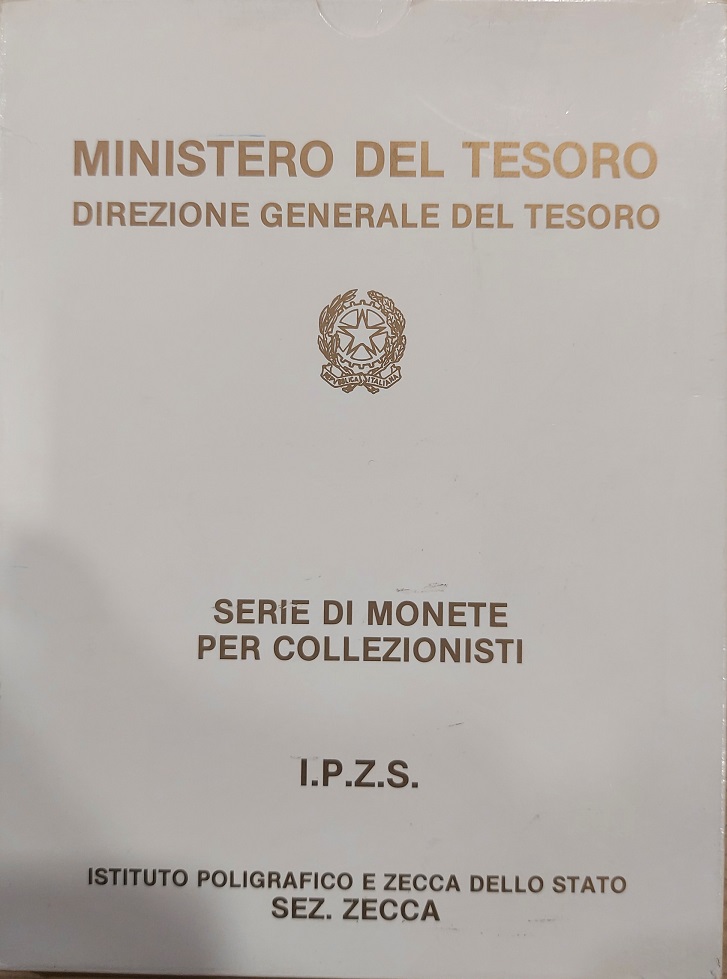 MINISTERO DEL TESORO
DIREZIONE GENERALE DEL TESORO
REPVBBLICA ITALIANA
SERIE DI MONETE
PER COLLEZIONISTI
I.P.Z.S.
ISTITUTO POLIGRAFICO E ZECCA DELLO STATO
SEZ. ZECCA